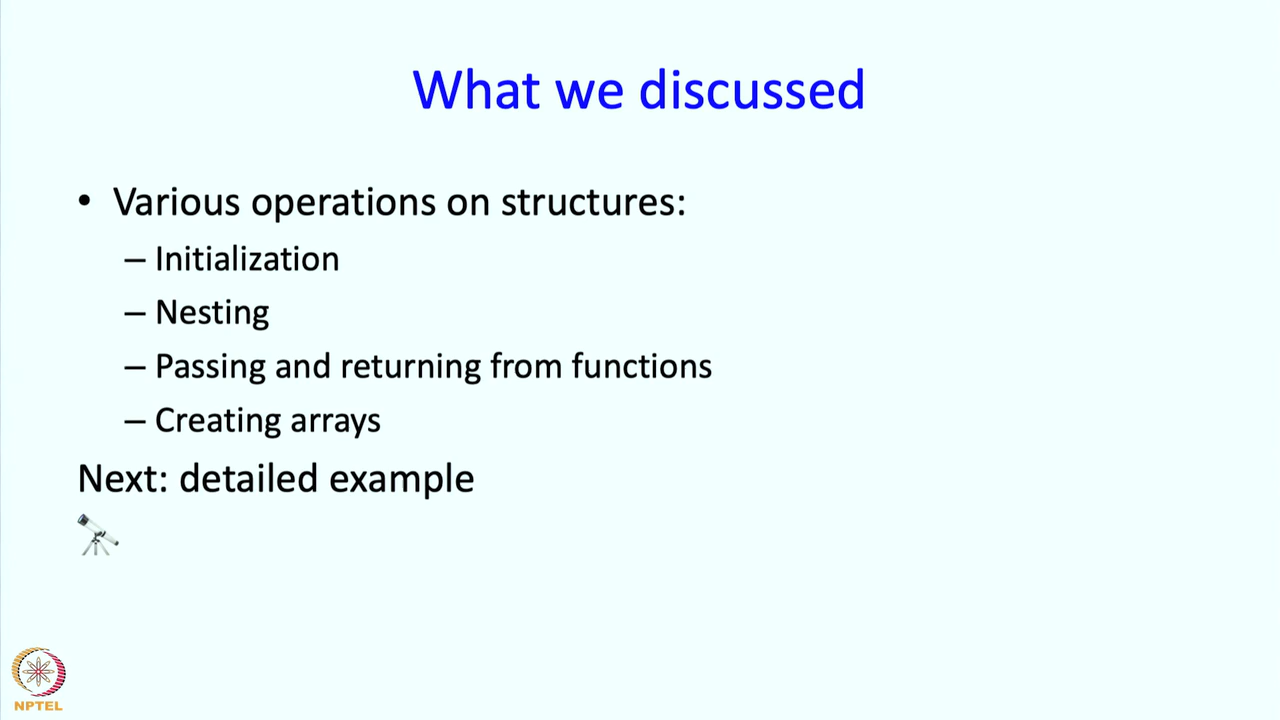 What we discussed
• Various operations on structures:
– Initialization
– Nesting
– Passing and returning from functions
– Creating arrays
Next: detailed example
NPTEL